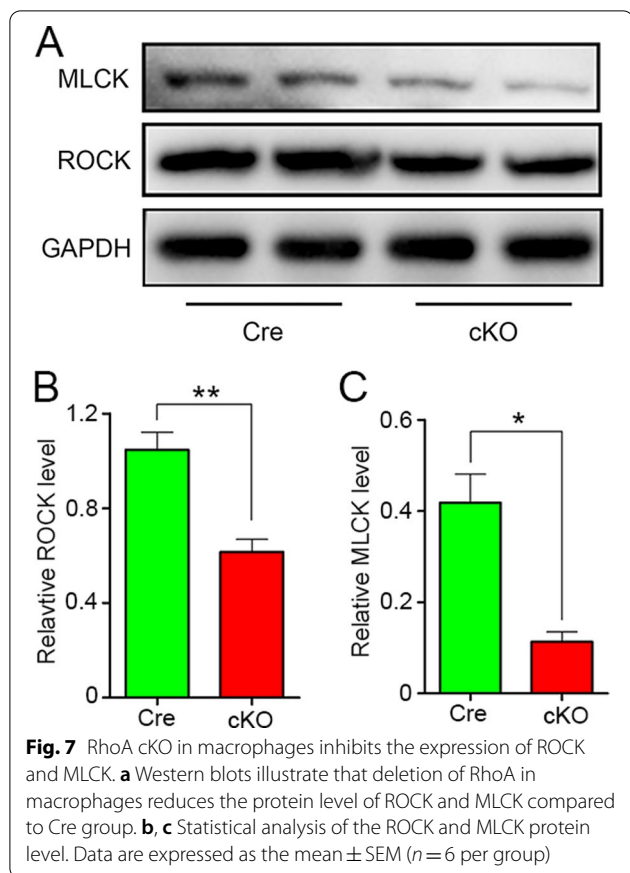 A
MLCK
ROCK
GAPDH
Cre cKO
B
**
Relavtive ROCK level
1.2
0.8
0.4
0
Cre cKO
C
*
Relative MLCK level
0.6
0.4
0.2
0
Cre cKO
Fig. 7 RhoA cKO in macrophages inhibits the expression of ROCK
and MLCK. a Western blots illustrate that deletion of RhoA in
macrophages reduces the protein level of ROCK and MLCK compared
to Cre group. b, c Statistical analysis of the ROCK and MLCK protein
level. Data are expressed as the mean ± SEM (n = 6 per group)